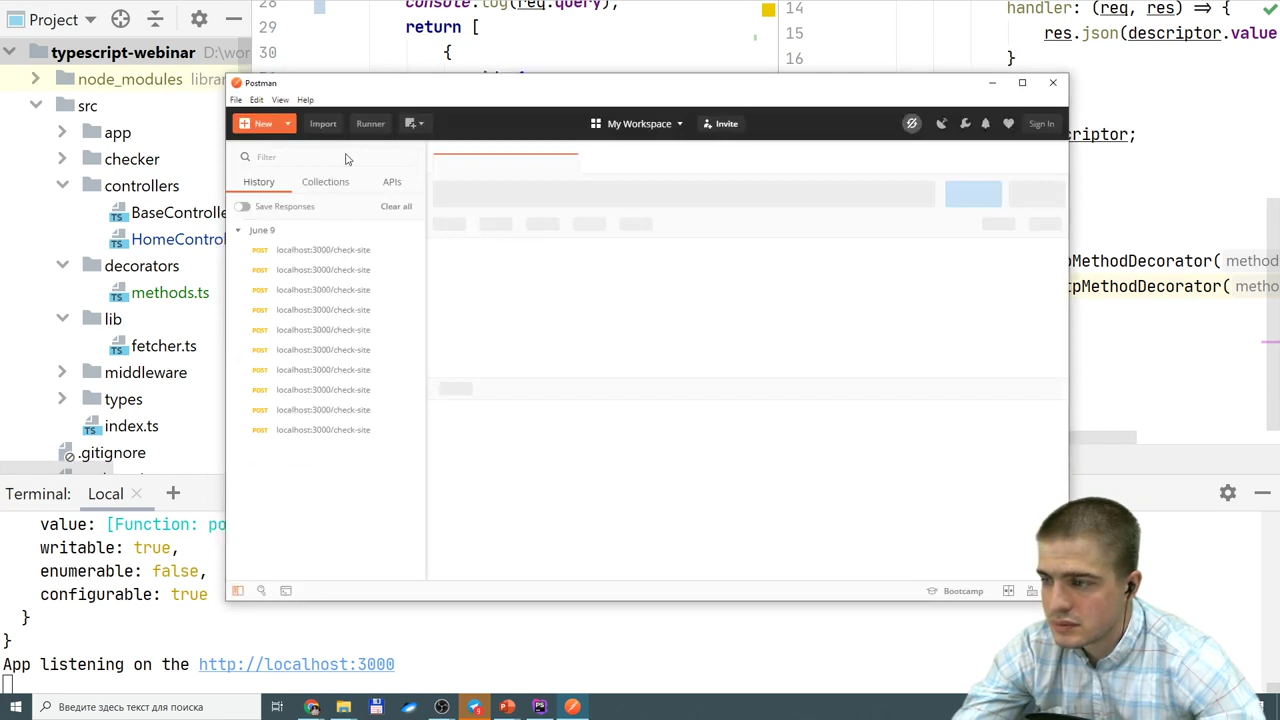 Project
typescript-webinar D:\wor
node_modules libra
src
app
checker
controllers
BaseControlle
HomeControl
decorators
methods.ts
lib
fetcher.ts
middleware
types
index.ts
.gitignore
28
29
30
console.log(req.query);
return [
{
14
15
16
handler: (req, res) => {
res.json(descriptor.value
}
criptor;
pMethodDecorator( method
tpMethodDecorator( metho
Postman
File Edit View Help
New Import Runner My Workspace Invite Sign In
Filter
History Collections APIs
Save Responses Clear all
June 9
POST localhost:3000/check-site
POST localhost:3000/check-site
POST localhost:3000/check-site
POST localhost:3000/check-site
POST localhost:3000/check-site
POST localhost:3000/check-site
POST localhost:3000/check-site
POST localhost:3000/check-site
POST localhost:3000/check-site
POST localhost:3000/check-site
Bootcamp
Terminal: Local
value: [Function: po
writable: true,
enumerable: false,
configurable: true
}
}
App listening on the http://localhost:3000
Введите здесь текст для поиска